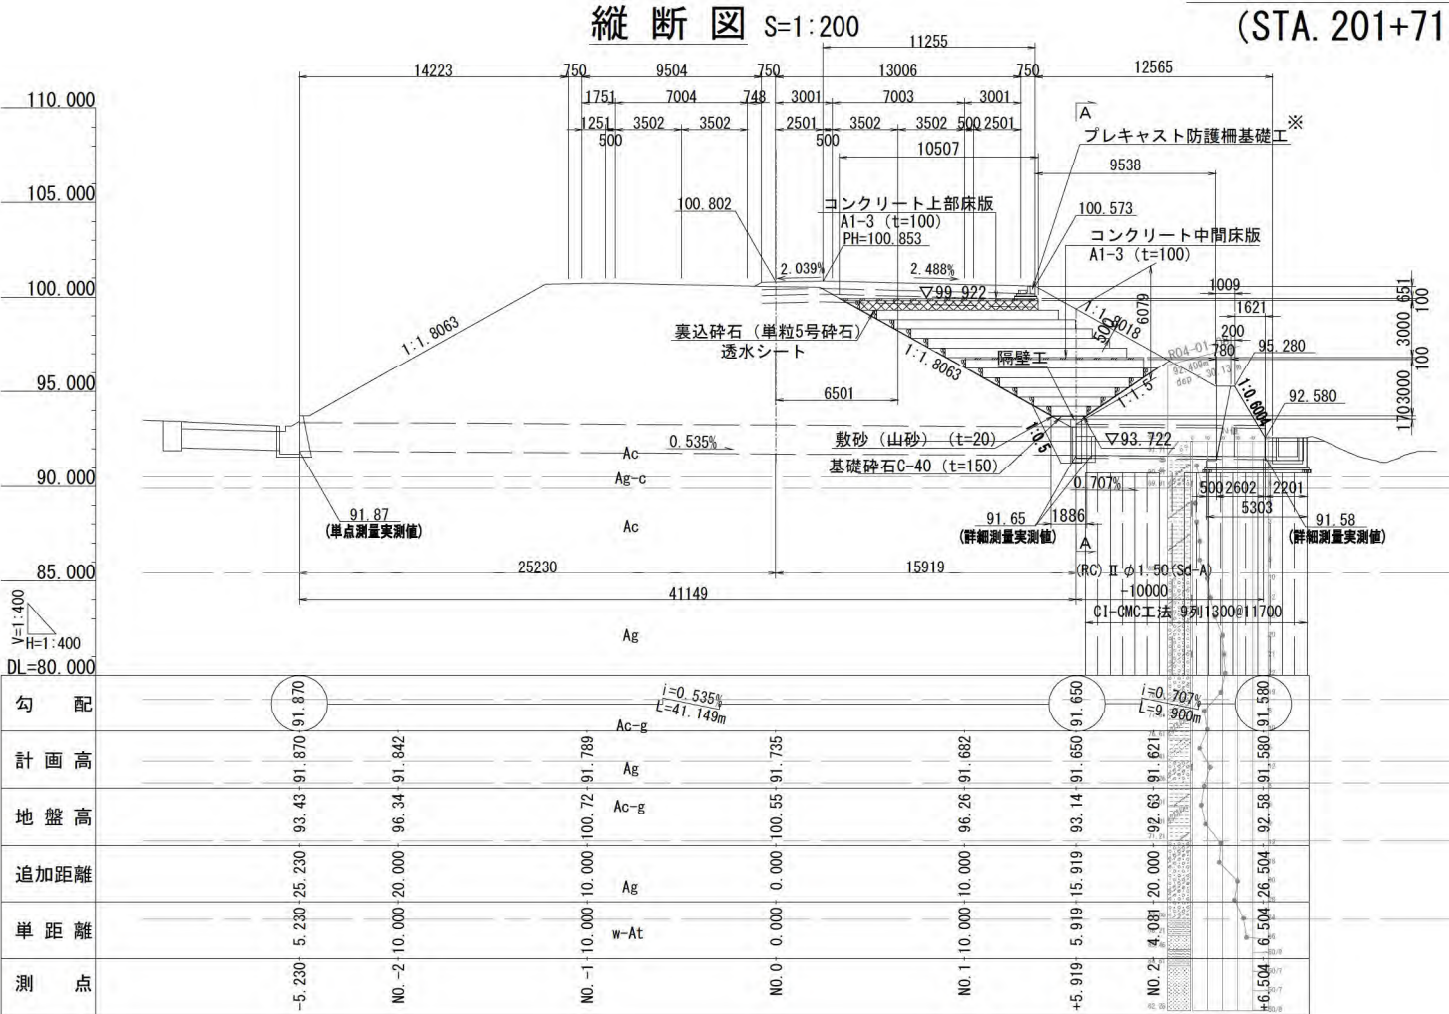 縦断図 S=1:200
(STA. 201+71
11255
14223 750 9504 750 13006 750 12565
1751 7004 748 3001 7003 3001
1251 500 3502 3502 2501 500 3502 3502 500 2501
10507
A
プレキャスト防護柵基礎工※
9538
110.000
105.000
100.000
95.000
90.000
85.000
DL=80.000
V=1:400
H=1:400
100.802
コンクリート上部床版
A1-3 (t=100)
PH=100.853
100.573
コンクリート中間床版
A1-3 (t=100)
2.039%
2.488%
▽99.922
1009
1621
200
780
6079
500
651
100
3000
100
3000
170
1:1.8063
1:1.8018
1:1.8063
裏込砕石 (単粒5号砕石)
透水シート
隔壁工
R04-01
95.280
92.580
1:0.6004
1:1.5
1:0.5
6501
敷砂 (山砂) (t=20)
基礎砕石C-40 (t=150)
▽93.722
0.535%
0.707%
Ac
Ag-c
Ac
91.87
(単点測量実測値)
91.65
(詳細測量実測値)
1886
A
500 2602 2201
5303
91.58
(詳細測量実測値)
25230 15919
41149
(RC) Ⅱ φ1.50(Sd-A)
-10000
CI-CMC工法 9列1300@11700
Ag
勾配 91.870 i=0.535% L=41.149m 91.650 i=0.707% L=9.900m 91.580
Ac-g
計画高 91.870 91.842 91.789 91.735 91.682 91.650 91.621 91.580
Ag
地盤高 93.43 96.34 100.72 100.55 96.26 93.14 92.63 92.58
Ac-g
追加距離 25.230 20.000 10.000 0.000 10.000 15.919 20.000 26.504
Ag
単距離 5.230 10.000 10.000 0.000 10.000 5.919 4.081 6.504
w-At
測点 -5.230 NO.-2 NO.-1 NO.0 NO.1 +5.919 NO.2 +6.504